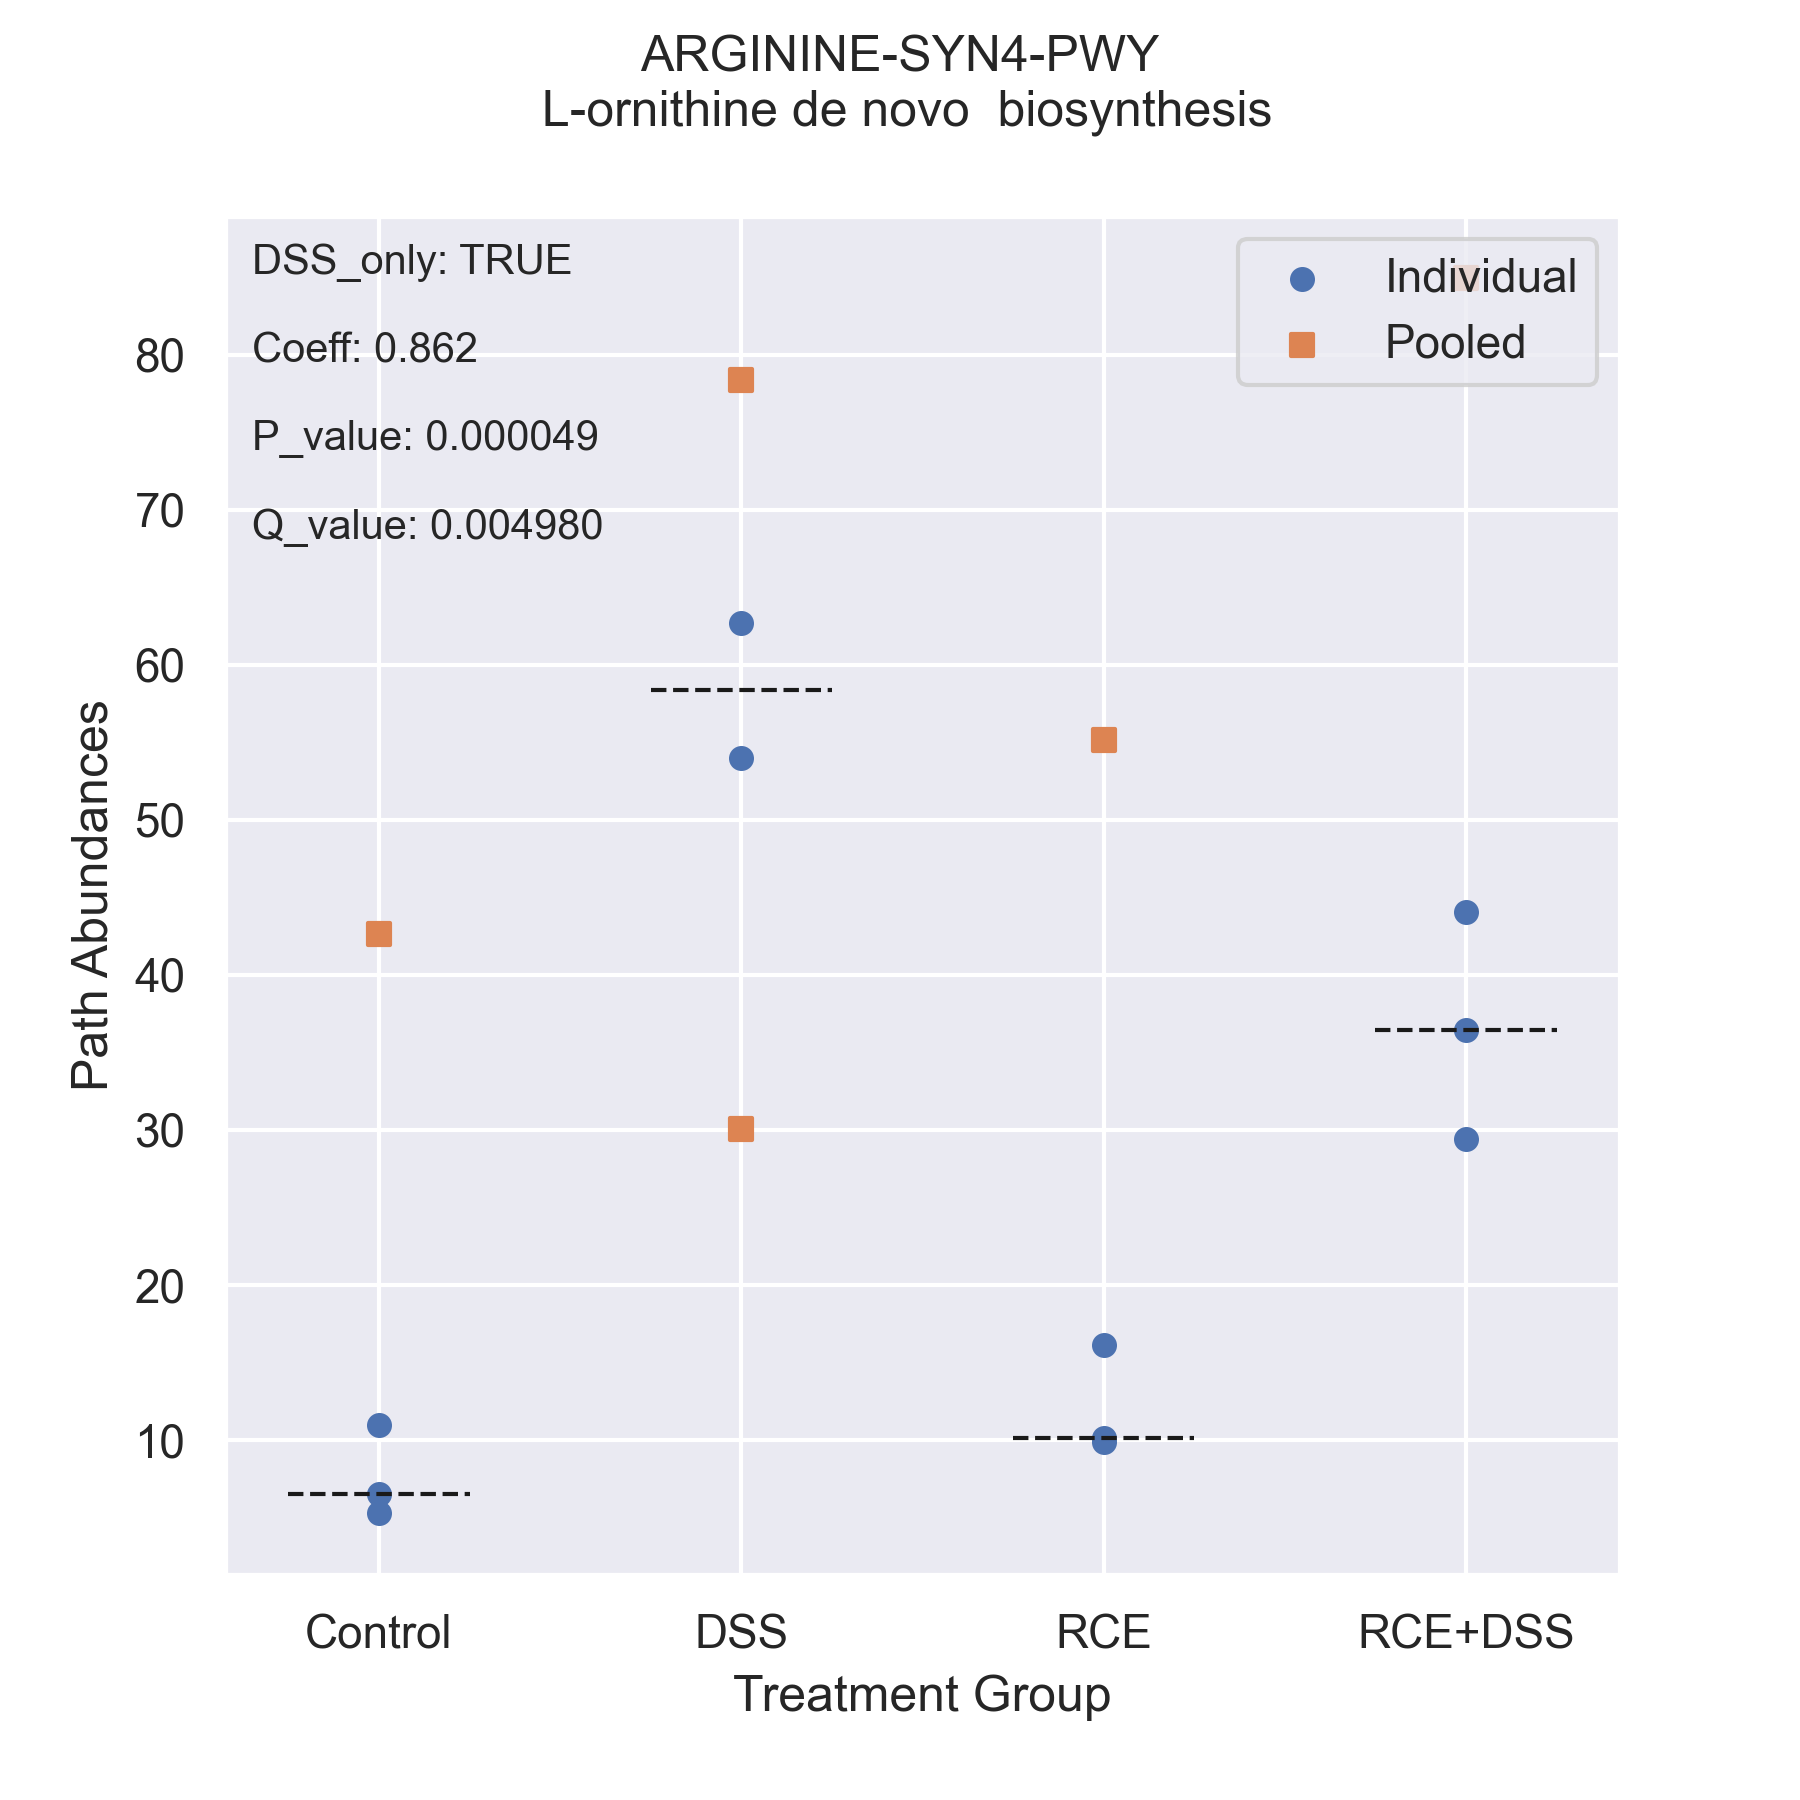 ARGININE-SYN4-PWY
L-ornithine de novo  biosynthesis
DSS_only: TRUE
Coeff: 0.862
P_value: 0.000049
Q_value: 0.004980
Individual
Pooled
80
70
60
50
40
30
20
10
Path Abundances
Control
DSS
RCE
RCE+DSS
Treatment Group